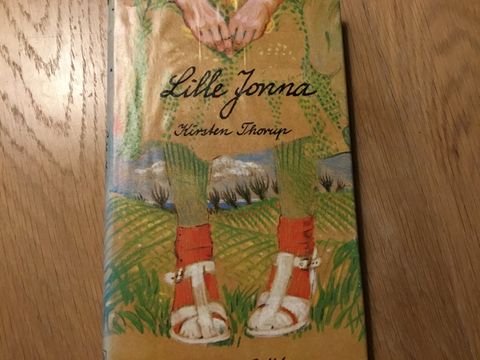 Lille Jonna
Kirsten Thorup